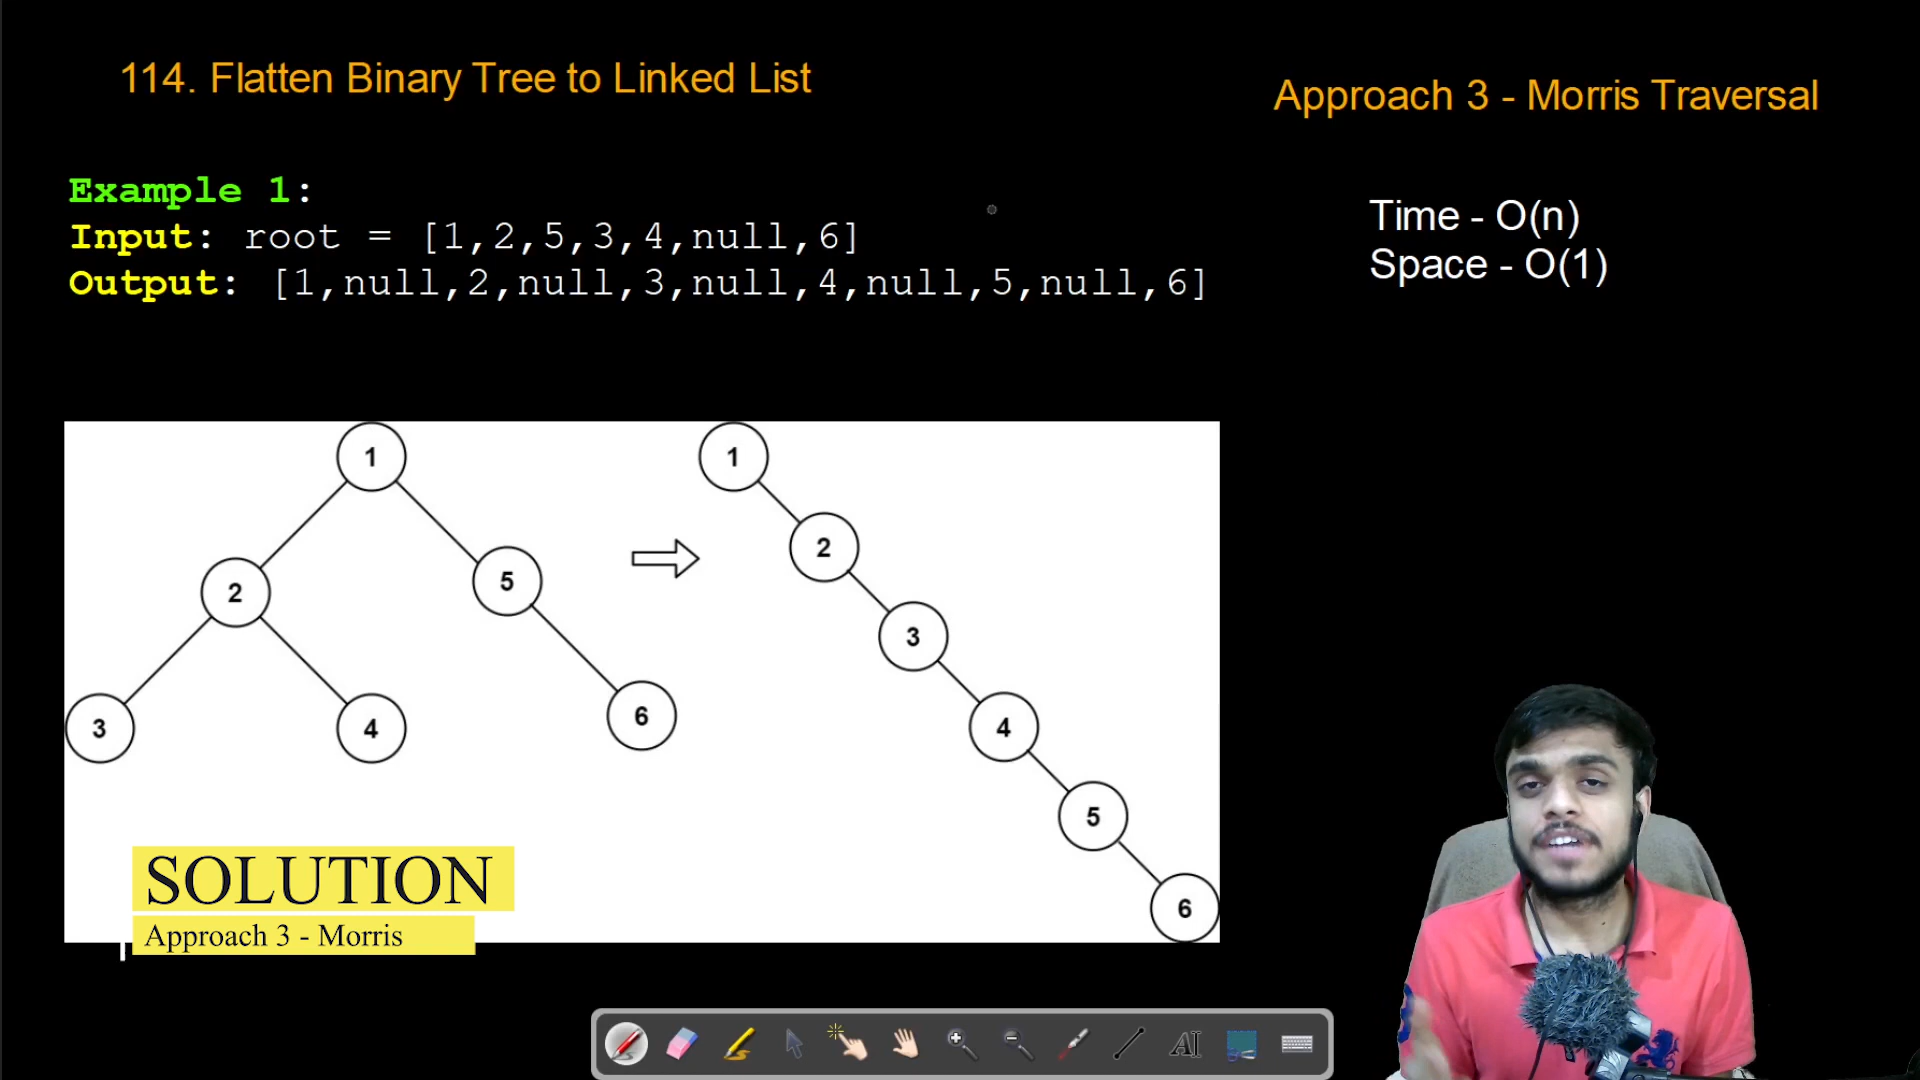 114. Flatten Binary Tree to Linked List
Approach 3 - Morris Traversal
Example 1:
Input: root = [1,2,5,3,4,null,6]
Output: [1,null,2,null,3,null,4,null,5,null,6]
Time - O(n)
Space - O(1)
1
2
5
3
4
6
1
2
3
4
5
6
SOLUTION
Approach 3 - Morris
AI